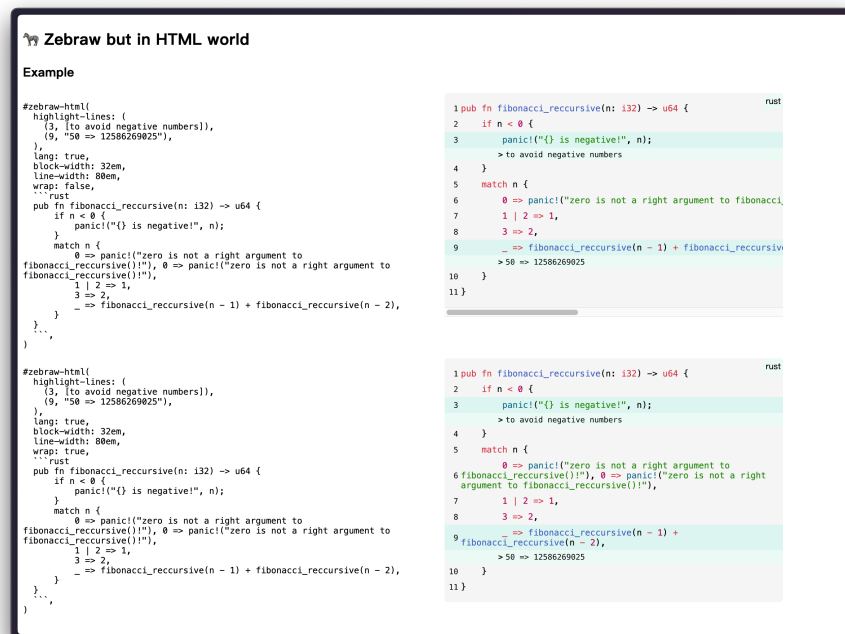 🦓 Zebraw but in HTML world
Example
#zebraw-html(
  highlight-lines: (
    (3, [to avoid negative numbers]),
    (9, "50 => 12586269025"),
  ),
  lang: true,
  block-width: 32em,
  line-width: 80em,
  wrap: false,
  ```rust
  pub fn fibonacci_reccursive(n: i32) -> u64 {
      if n < 0 {
          panic!("{} is negative!", n);
      }
      match n {
          0 => panic!("zero is not a right argument to
fibonacci_reccursive()!"), 0 => panic!("zero is not a right argument to
fibonacci_reccursive()!"),
          1 | 2 => 1,
          3 => 2,
          _ => fibonacci_reccursive(n - 1) + fibonacci_reccursive(n - 2),
      }
  }
  ```,
)
rust
1 pub fn fibonacci_reccursive(n: i32) -> u64 {
2     if n < 0 {
3         panic!("{} is negative!", n);
> to avoid negative numbers
4     }
5     match n {
6         0 => panic!("zero is not a right argument to fibonacci_
7         1 | 2 => 1,
8         3 => 2,
9         _ => fibonacci_reccursive(n - 1) + fibonacci_reccursive
> 50 => 12586269025
10     }
11 }
#zebraw-html(
  highlight-lines: (
    (3, [to avoid negative numbers]),
    (9, "50 => 12586269025"),
  ),
  lang: true,
  block-width: 32em,
  line-width: 80em,
  wrap: true,
  ```rust
  pub fn fibonacci_reccursive(n: i32) -> u64 {
      if n < 0 {
          panic!("{} is negative!", n);
      }
      match n {
          0 => panic!("zero is not a right argument to
fibonacci_reccursive()!"), 0 => panic!("zero is not a right argument to
fibonacci_reccursive()!"),
          1 | 2 => 1,
          3 => 2,
          _ => fibonacci_reccursive(n - 1) + fibonacci_reccursive(n - 2),
      }
  }
  ```,
)
rust
1 pub fn fibonacci_reccursive(n: i32) -> u64 {
2     if n < 0 {
3         panic!("{} is negative!", n);
> to avoid negative numbers
4     }
5     match n {
        0 => panic!("zero is not a right argument to
6 fibonacci_reccursive()!"), 0 => panic!("zero is not a right
argument to fibonacci_reccursive()!"),
7         1 | 2 => 1,
8         3 => 2,
9         _ => fibonacci_reccursive(n - 1) +
fibonacci_reccursive(n - 2),
> 50 => 12586269025
10     }
11 }